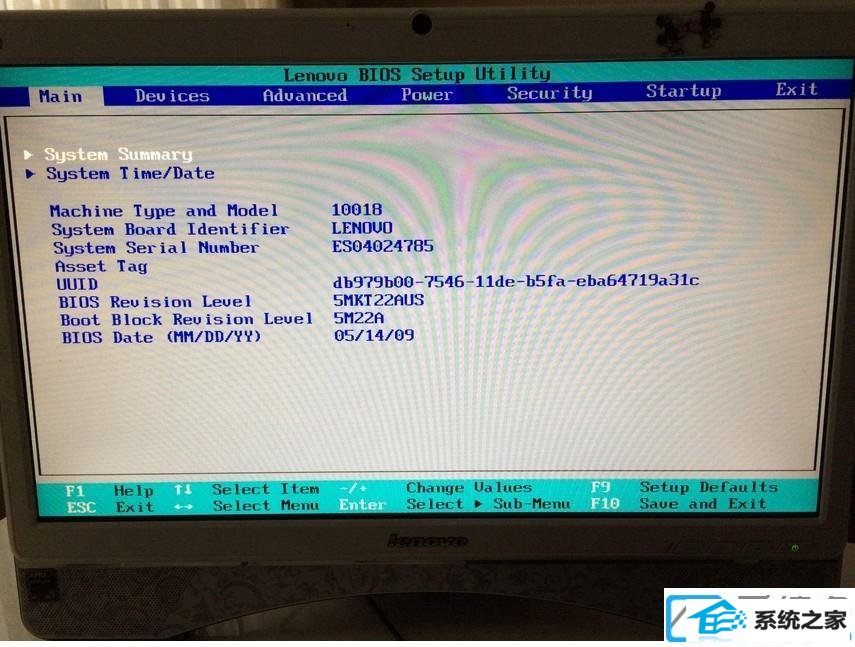 Lenovo BIOS Setup Utility
Main Devices Advanced Power Security Startup Exit
▶ System Summary
▶ System Time/Date
Machine Type and Model 10018
System Board Identifier LENOVO
System Serial Number ES04024785
Asset Tag
UUID db979b00-7546-11de-b5fa-eba64719a31c
BIOS Revision Level 5MKT22AUS
Boot Block Revision Level 5M22A
BIOS Date (MM/DD/YY) 05/14/09
F1 Help ↑↓ Select Item -/+ Change Values F9 Setup Defaults
ESC Exit ←→ Select Menu Enter Select ▶ Sub-Menu F10 Save and Exit
lenovo
系统之家